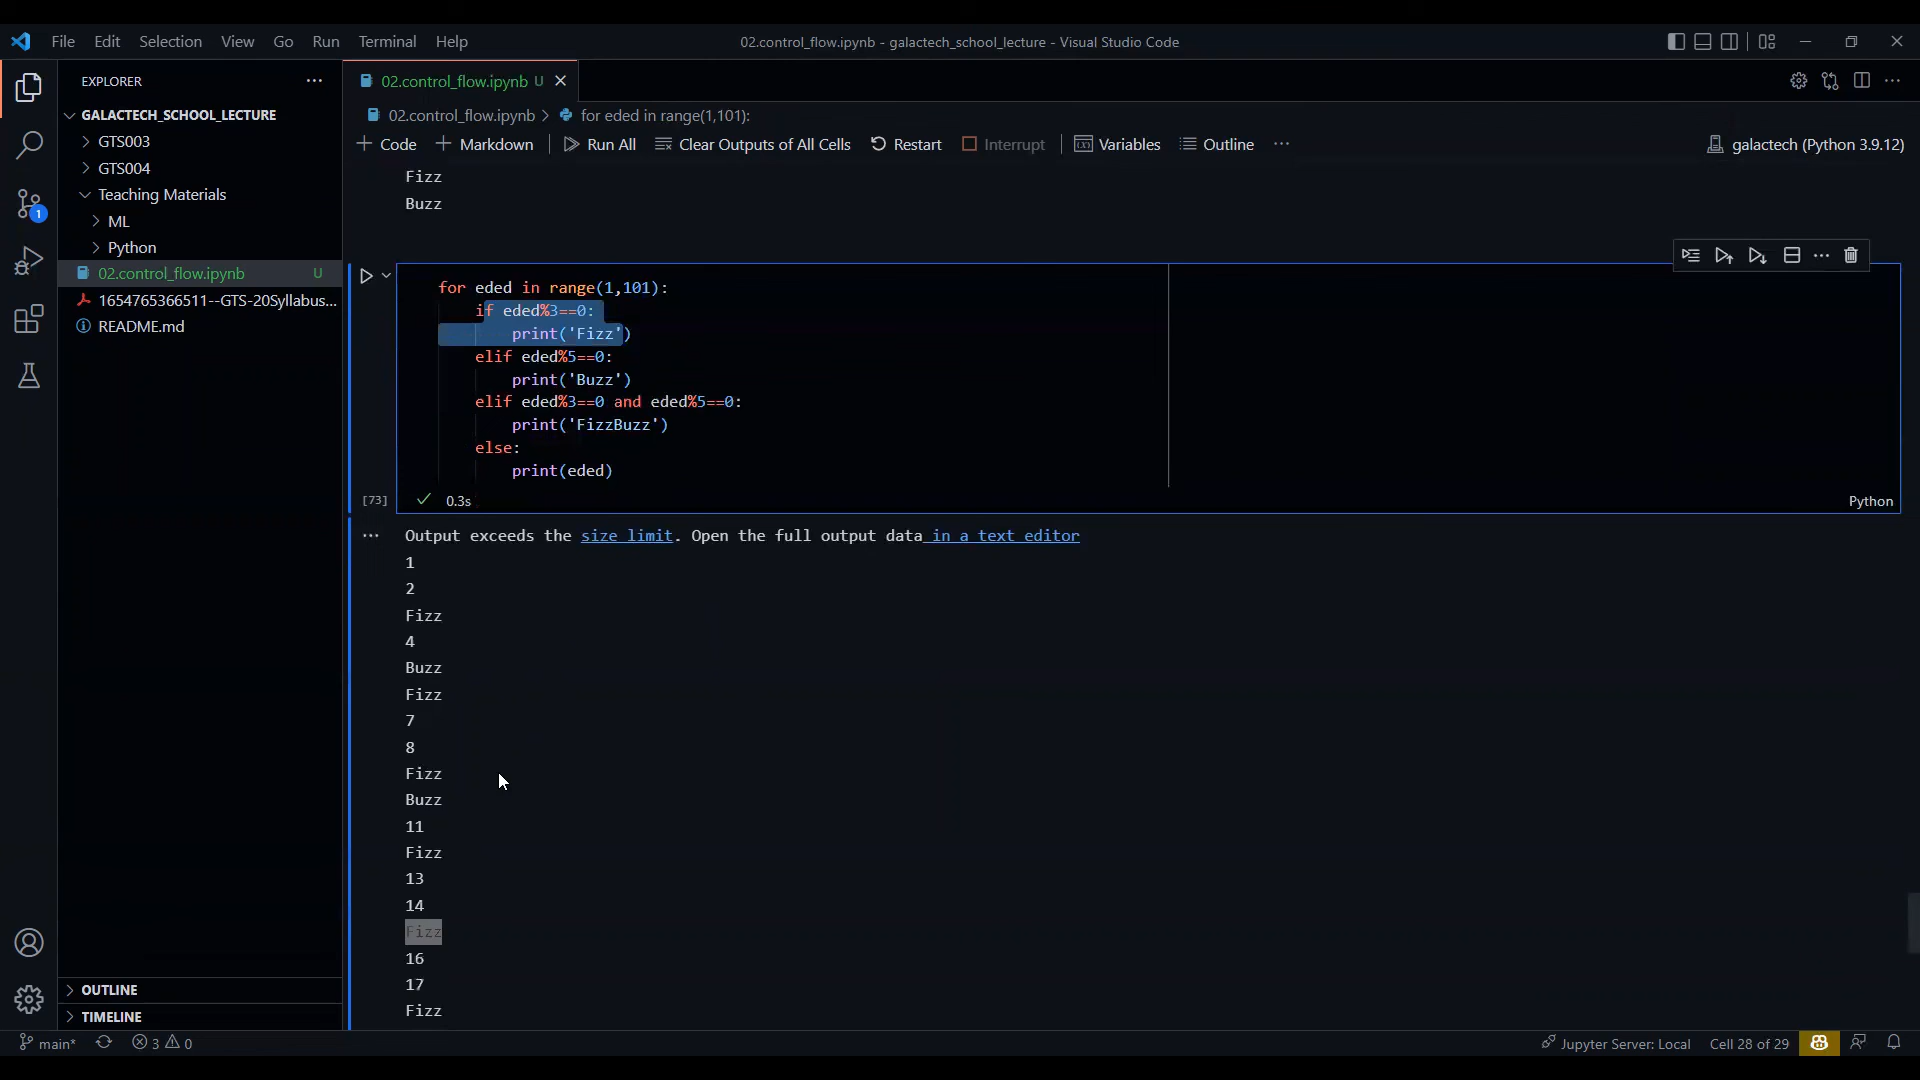 File Edit Selection View Go Run Terminal Help
02.control_flow.ipynb - galactech_school_lecture - Visual Studio Code
EXPLORER
GALACTECH_SCHOOL_LECTURE
GTS003
GTS004
Teaching Materials
ML
Python
02.control_flow.ipynb U
1654765366511--GTS-20Syllabus...
README.md
OUTLINE
TIMELINE
02.control_flow.ipynb U
02.control_flow.ipynb > for eded in range(1,101):
+ Code + Markdown Run All Clear Outputs of All Cells Restart Interrupt Variables Outline ...
galactech (Python 3.9.12)
Fizz
Buzz
for eded in range(1,101):
if eded%3==0:
print('Fizz')
elif eded%5==0:
print('Buzz')
elif eded%3==0 and eded%5==0:
print('FizzBuzz')
else:
print(eded)
[73] 0.3s
Python
Output exceeds the size limit. Open the full output data in a text editor
1
2
Fizz
4
Buzz
Fizz
7
8
Fizz
Buzz
11
Fizz
13
14
Fizz
16
17
Fizz
1
main* 3 0
Jupyter Server: Local Cell 28 of 29